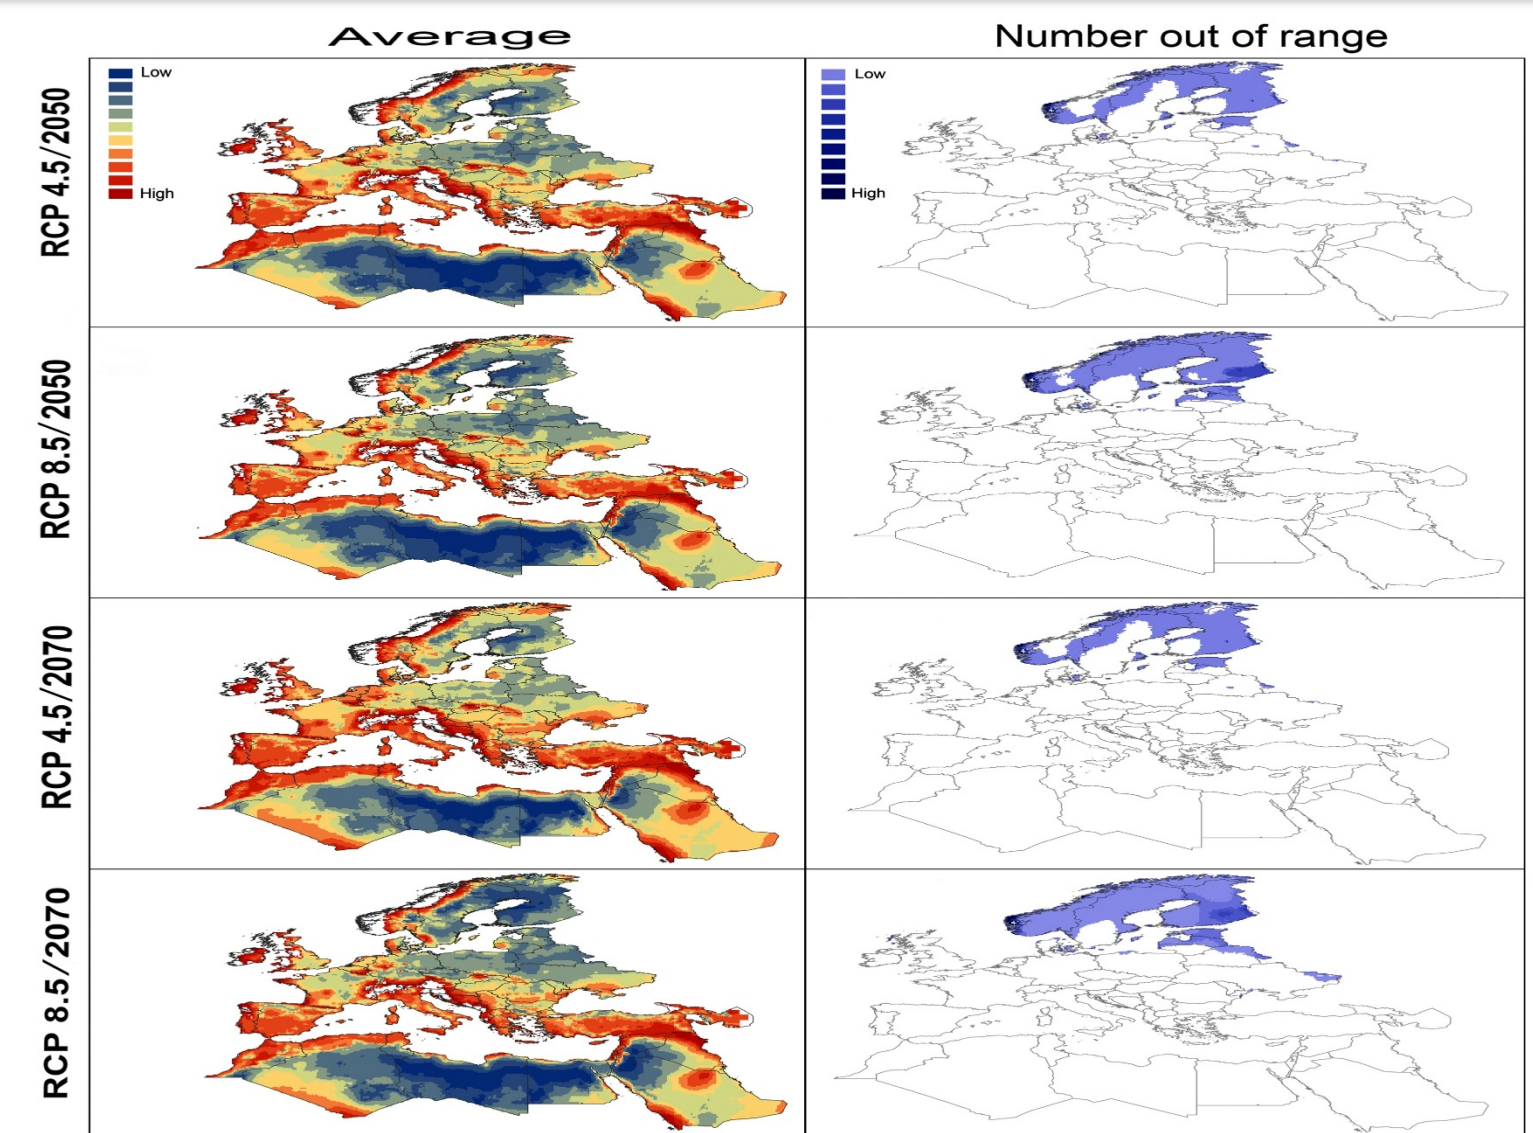 Average
Number out of range
RCP 4.5/2050
Low
High
Low
High
RCP 8.5/2050
RCP 4.5/2070
RCP 8.5/2070